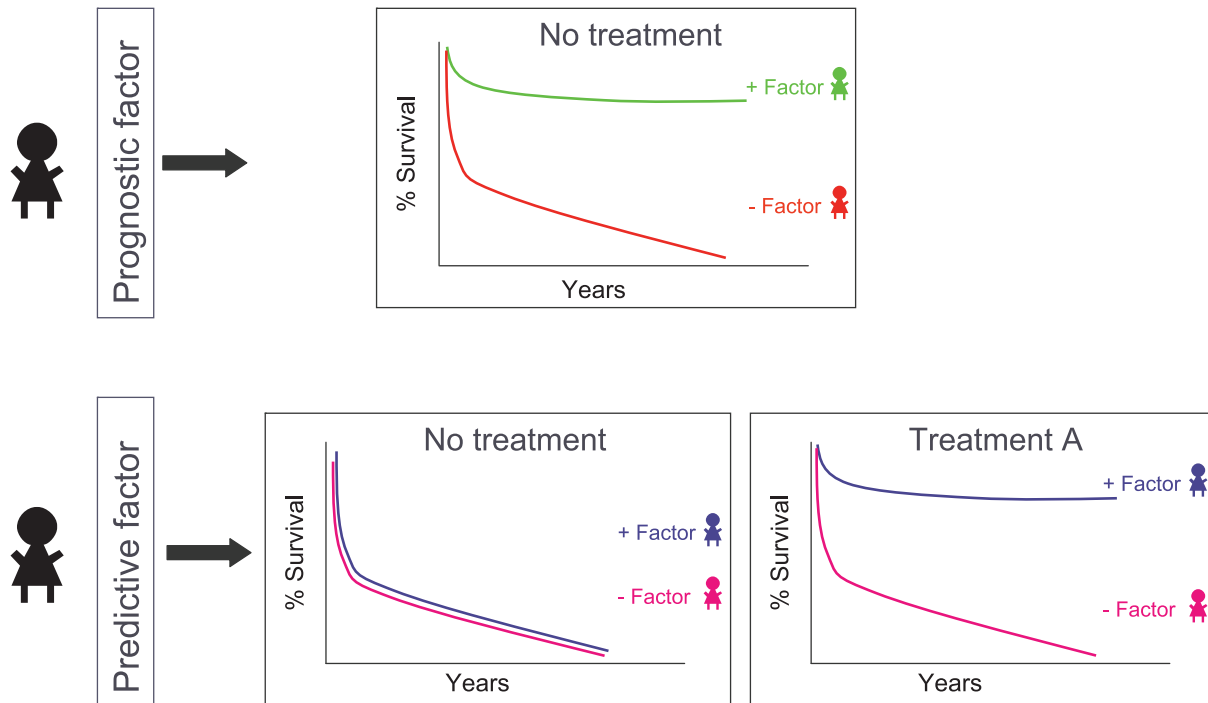 Prognostic factor
No treatment
% Survival
+ Factor
- Factor
Years
Predictive factor
No treatment
% Survival
+ Factor
- Factor
Years
Treatment A
% Survival
+ Factor
- Factor
Years